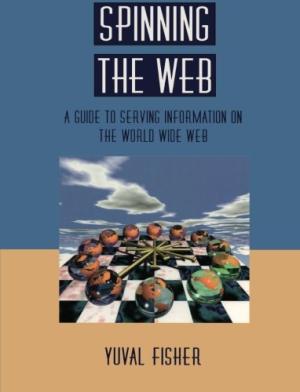 SPINNING
THE WEB
A GUIDE TO SERVING INFORMATION ON
THE WORLD WIDE WEB
YUVAL FISHER